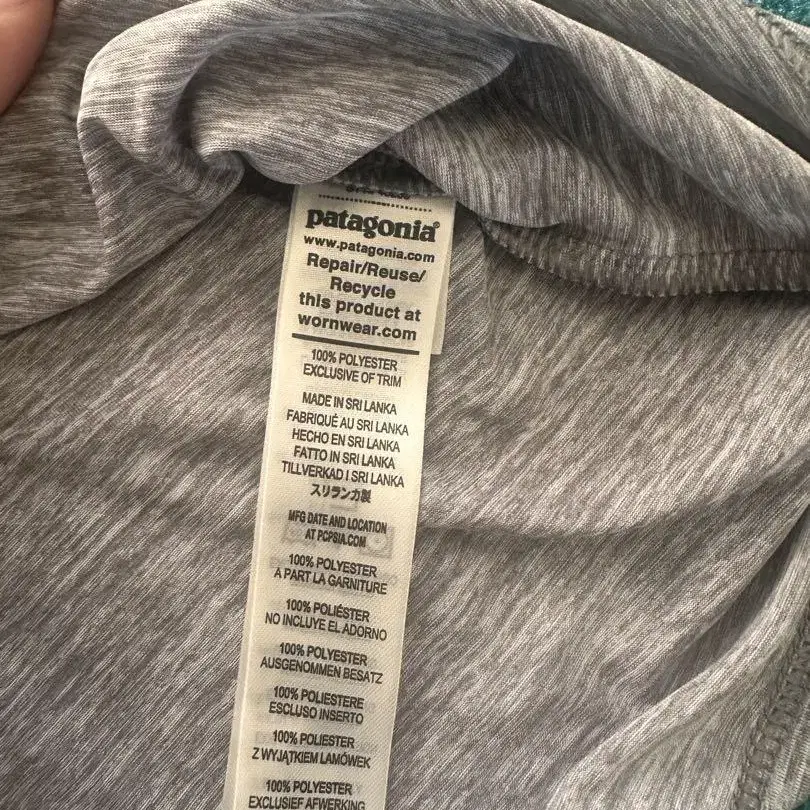 patagonia®
www.patagonia.com
Repair/Reuse/
Recycle
this product at
wornwear.com
100% POLYESTER
EXCLUSIVE OF TRIM
MADE IN SRI LANKA
FABRIQUÉ AU SRI LANKA
HECHO EN SRI LANKA
FATTO IN SRI LANKA
TILLVERKAD I SRI LANKA
スリランカ製
MFG DATE AND LOCATION
AT PCPSIA.COM
100% POLYESTER
À PART LA GARNITURE
100% POLIÉSTER
NO INCLUYE EL ADORNO
100% POLYESTER
AUSGENOMMEN BESATZ
100% POLIESTERE
ESCLUSO INSERTO
100% POLIESTER
Z WYJĄTKIEM LAMÓWEK
100% POLYESTER
EXCLUSIEF AFWERKING